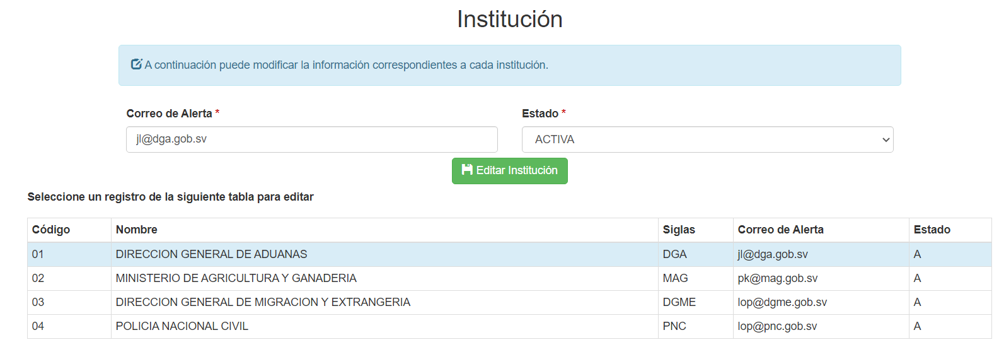 Institución
A continuación puede modificar la información correspondientes a cada institución.
Correo de Alerta * Estado *
jl@dga.gob.sv ACTIVA
Editar Institución
Seleccione un registro de la siguiente tabla para editar
Código Nombre Siglas Correo de Alerta Estado
01 DIRECCION GENERAL DE ADUANAS DGA jl@dga.gob.sv A
02 MINISTERIO DE AGRICULTURA Y GANADERIA MAG pk@mag.gob.sv A
03 DIRECCION GENERAL DE MIGRACION Y EXTRANGERIA DGME lop@dgme.gob.sv A
04 POLICIA NACIONAL CIVIL PNC lop@pnc.gob.sv A